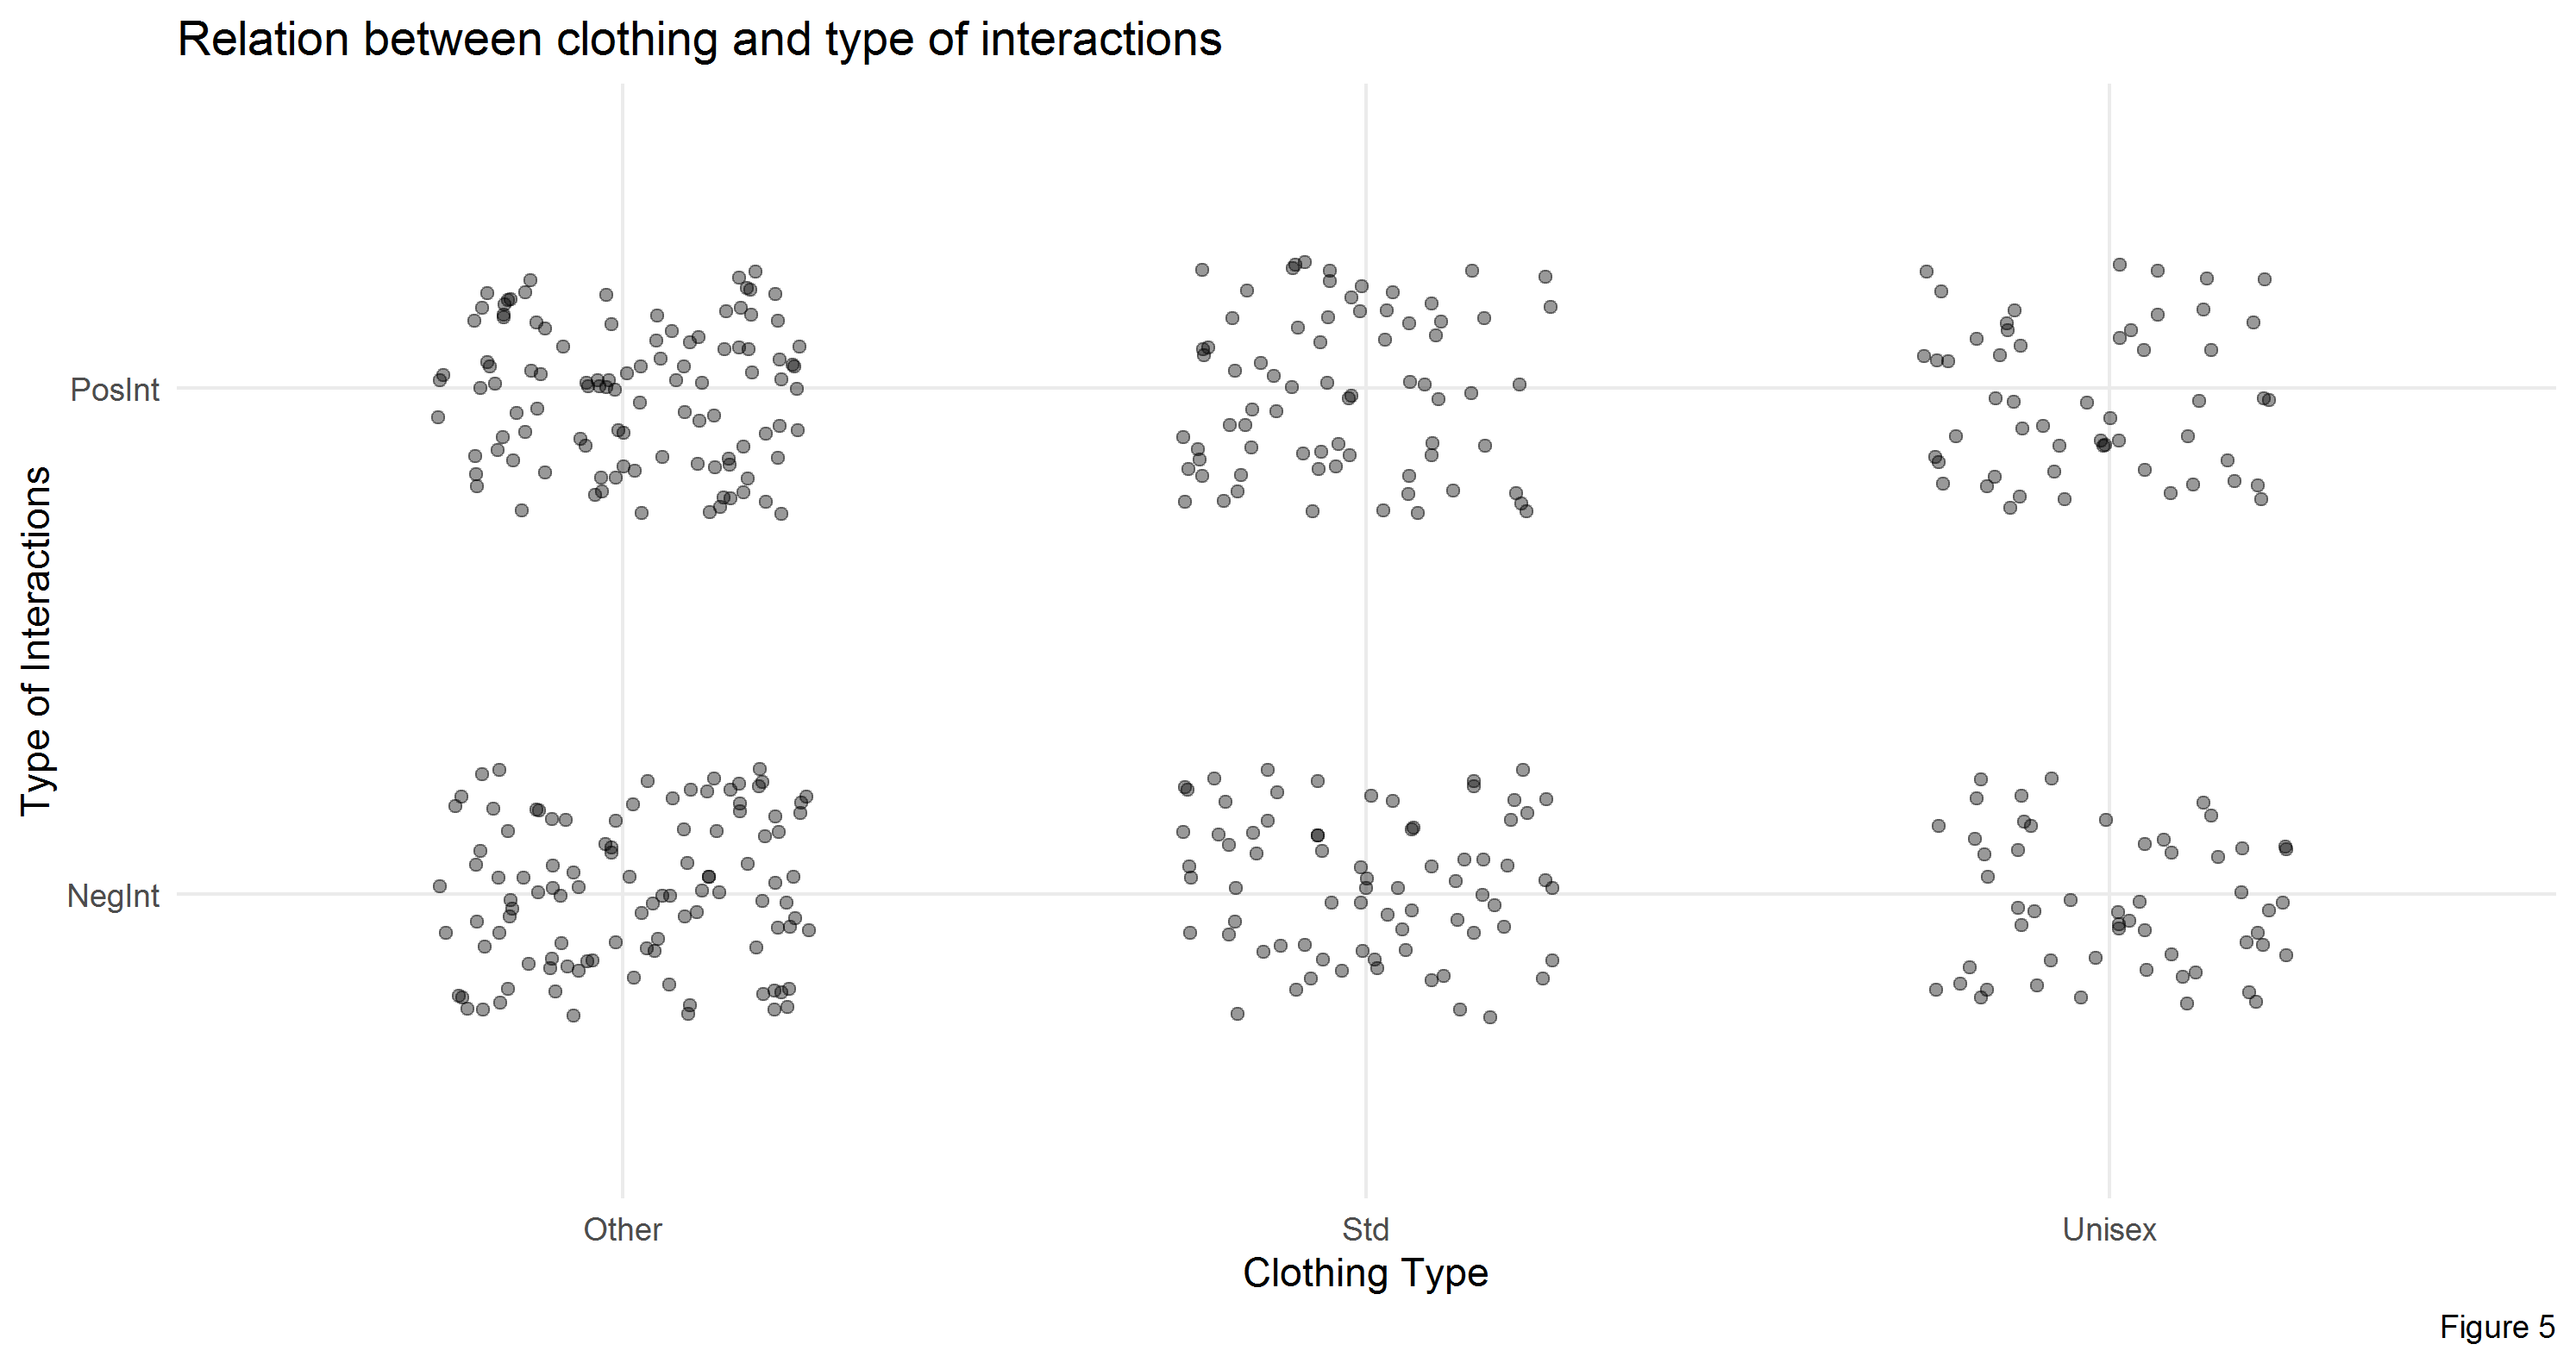 Relation between clothing and type of interactions
Type of Interactions
PosInt
NegInt
Other
Std
Unisex
Clothing Type
Figure 5